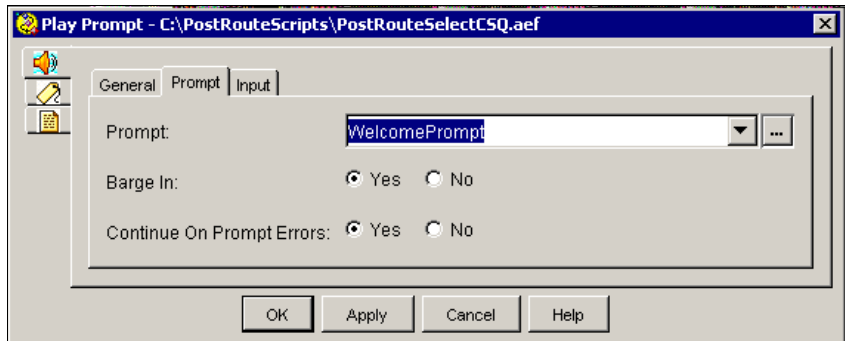 Play Prompt - C:\PostRouteScripts\PostRouteSelectCSQ.aef
General Prompt Input
Prompt: WelcomePrompt ...
Barge In: Yes No
Continue On Prompt Errors: Yes No
OK Apply Cancel Help